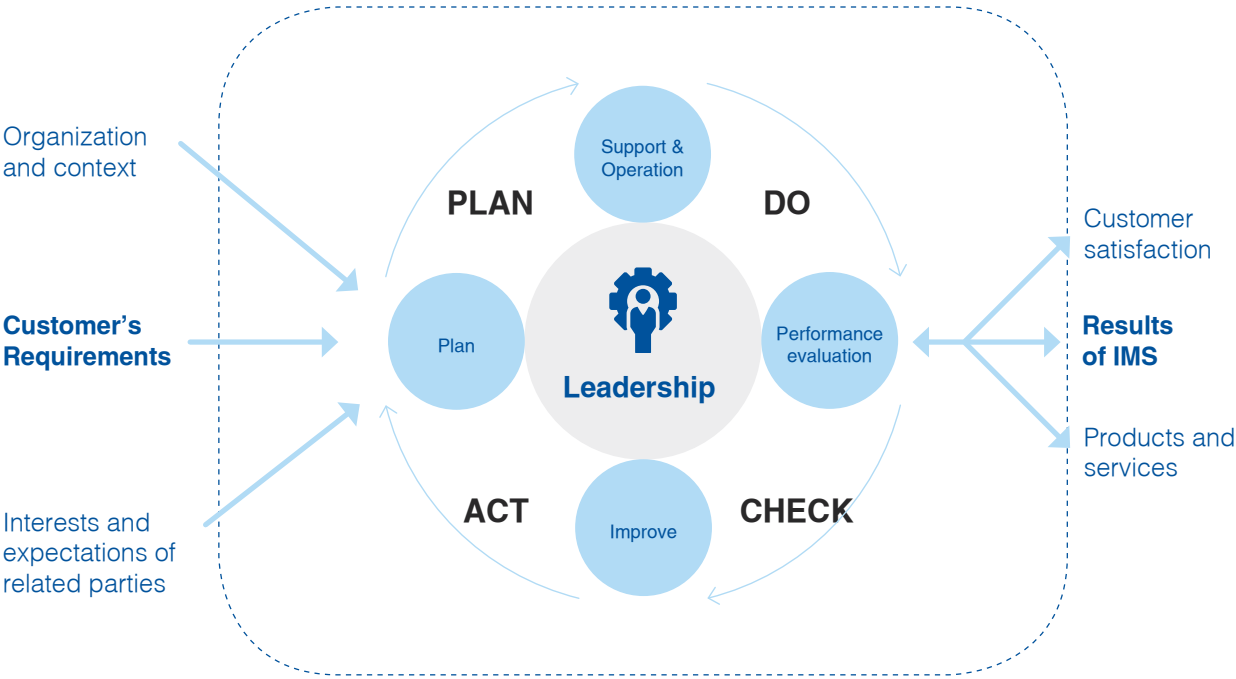 Organization
and context
Customer’s
Requirements
Interests and
expectations of
related parties
PLAN
Support &
Operation
DO
Plan
Leadership
Performance
evaluation
ACT
Improve
CHECK
Customer
satisfaction
Results
of IMS
Products and
services